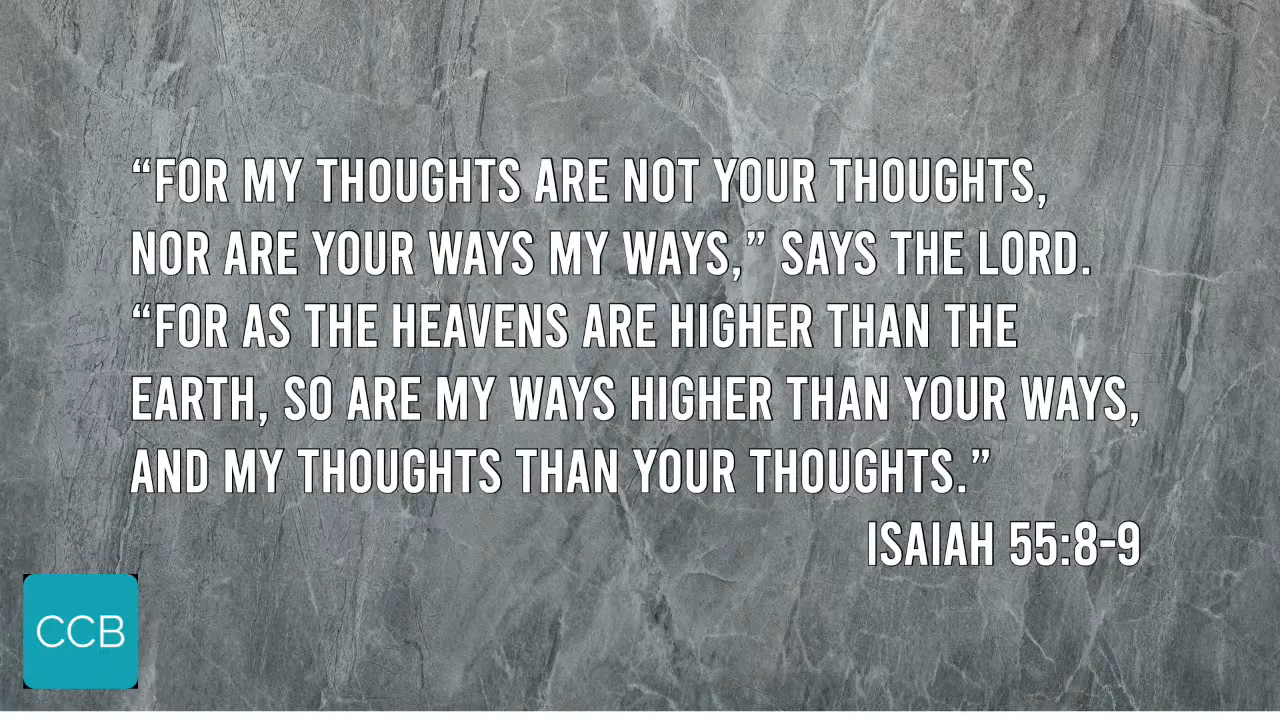 “FOR MY THOUGHTS ARE NOT YOUR THOUGHTS,
NOR ARE YOUR WAYS MY WAYS,” SAYS THE LORD.
“FOR AS THE HEAVENS ARE HIGHER THAN THE
EARTH, SO ARE MY WAYS HIGHER THAN YOUR WAYS,
AND MY THOUGHTS THAN YOUR THOUGHTS.”
ISAIAH 55:8-9
CCB